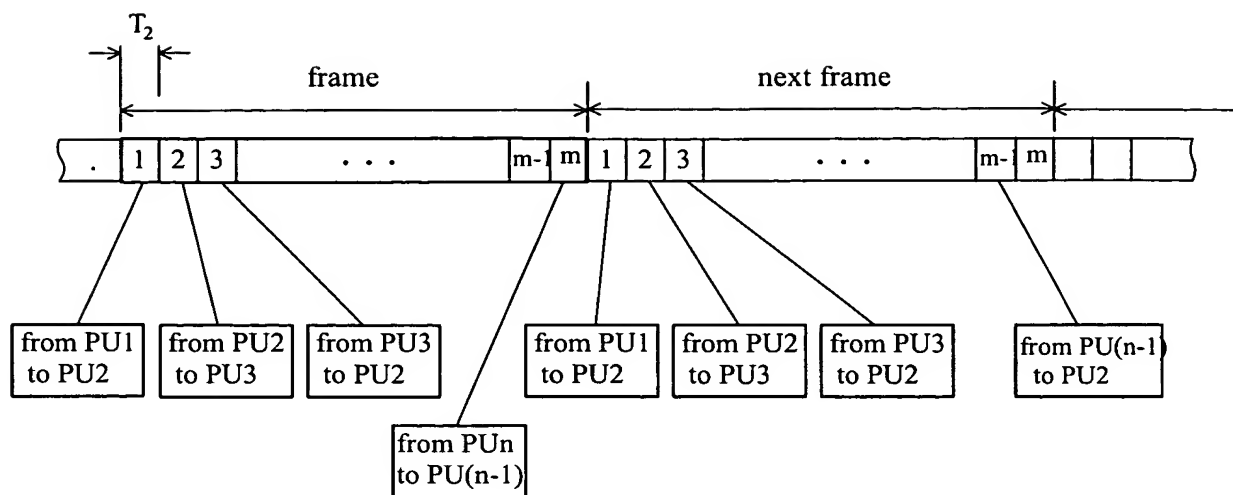 T2
frame
next frame
. 1 2 3 . . . m-1 m 1 2 3 . . . m-1 m
from PU1
to PU2
from PU2
to PU3
from PU3
to PU2
from PUn
to PU(n-1)
from PU1
to PU2
from PU2
to PU3
from PU3
to PU2
from PU(n-1)
to PU2